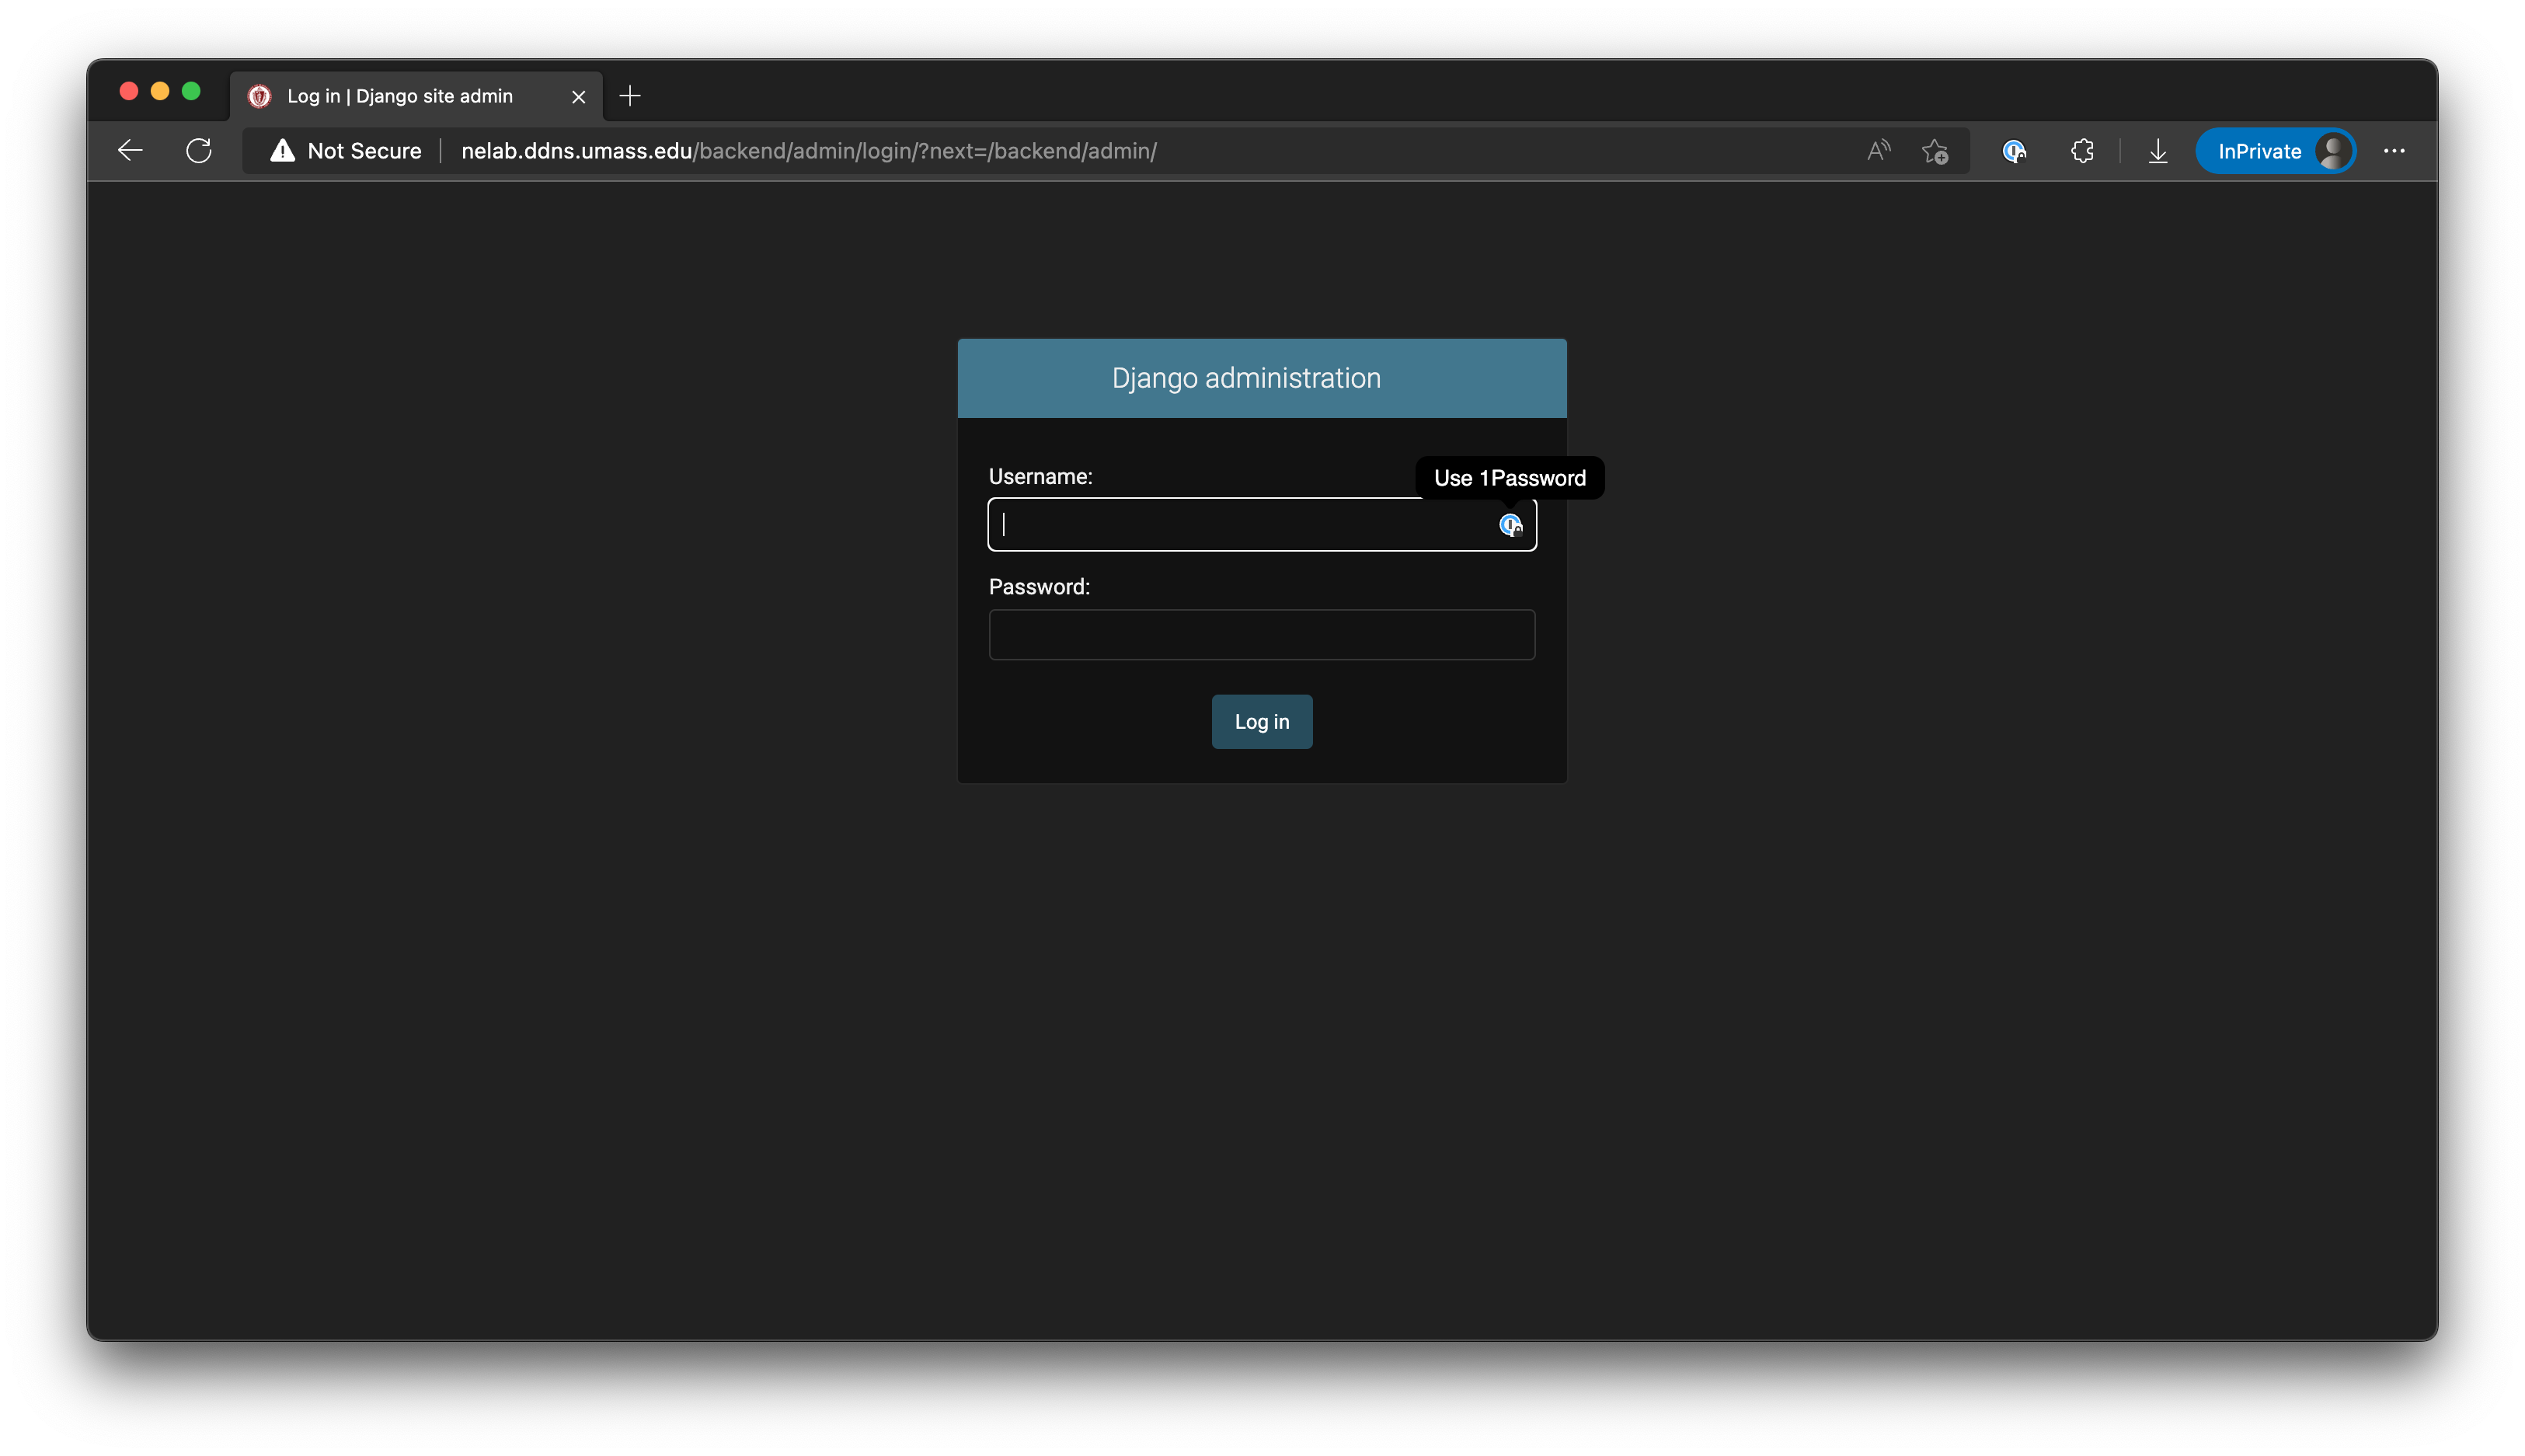 Log in | Django site admin
Not Secure
nelab.ddns.umass.edu/backend/admin/login/?next=/backend/admin/
InPrivate
Django administration
Username:
Use 1Password
Password:
Log in